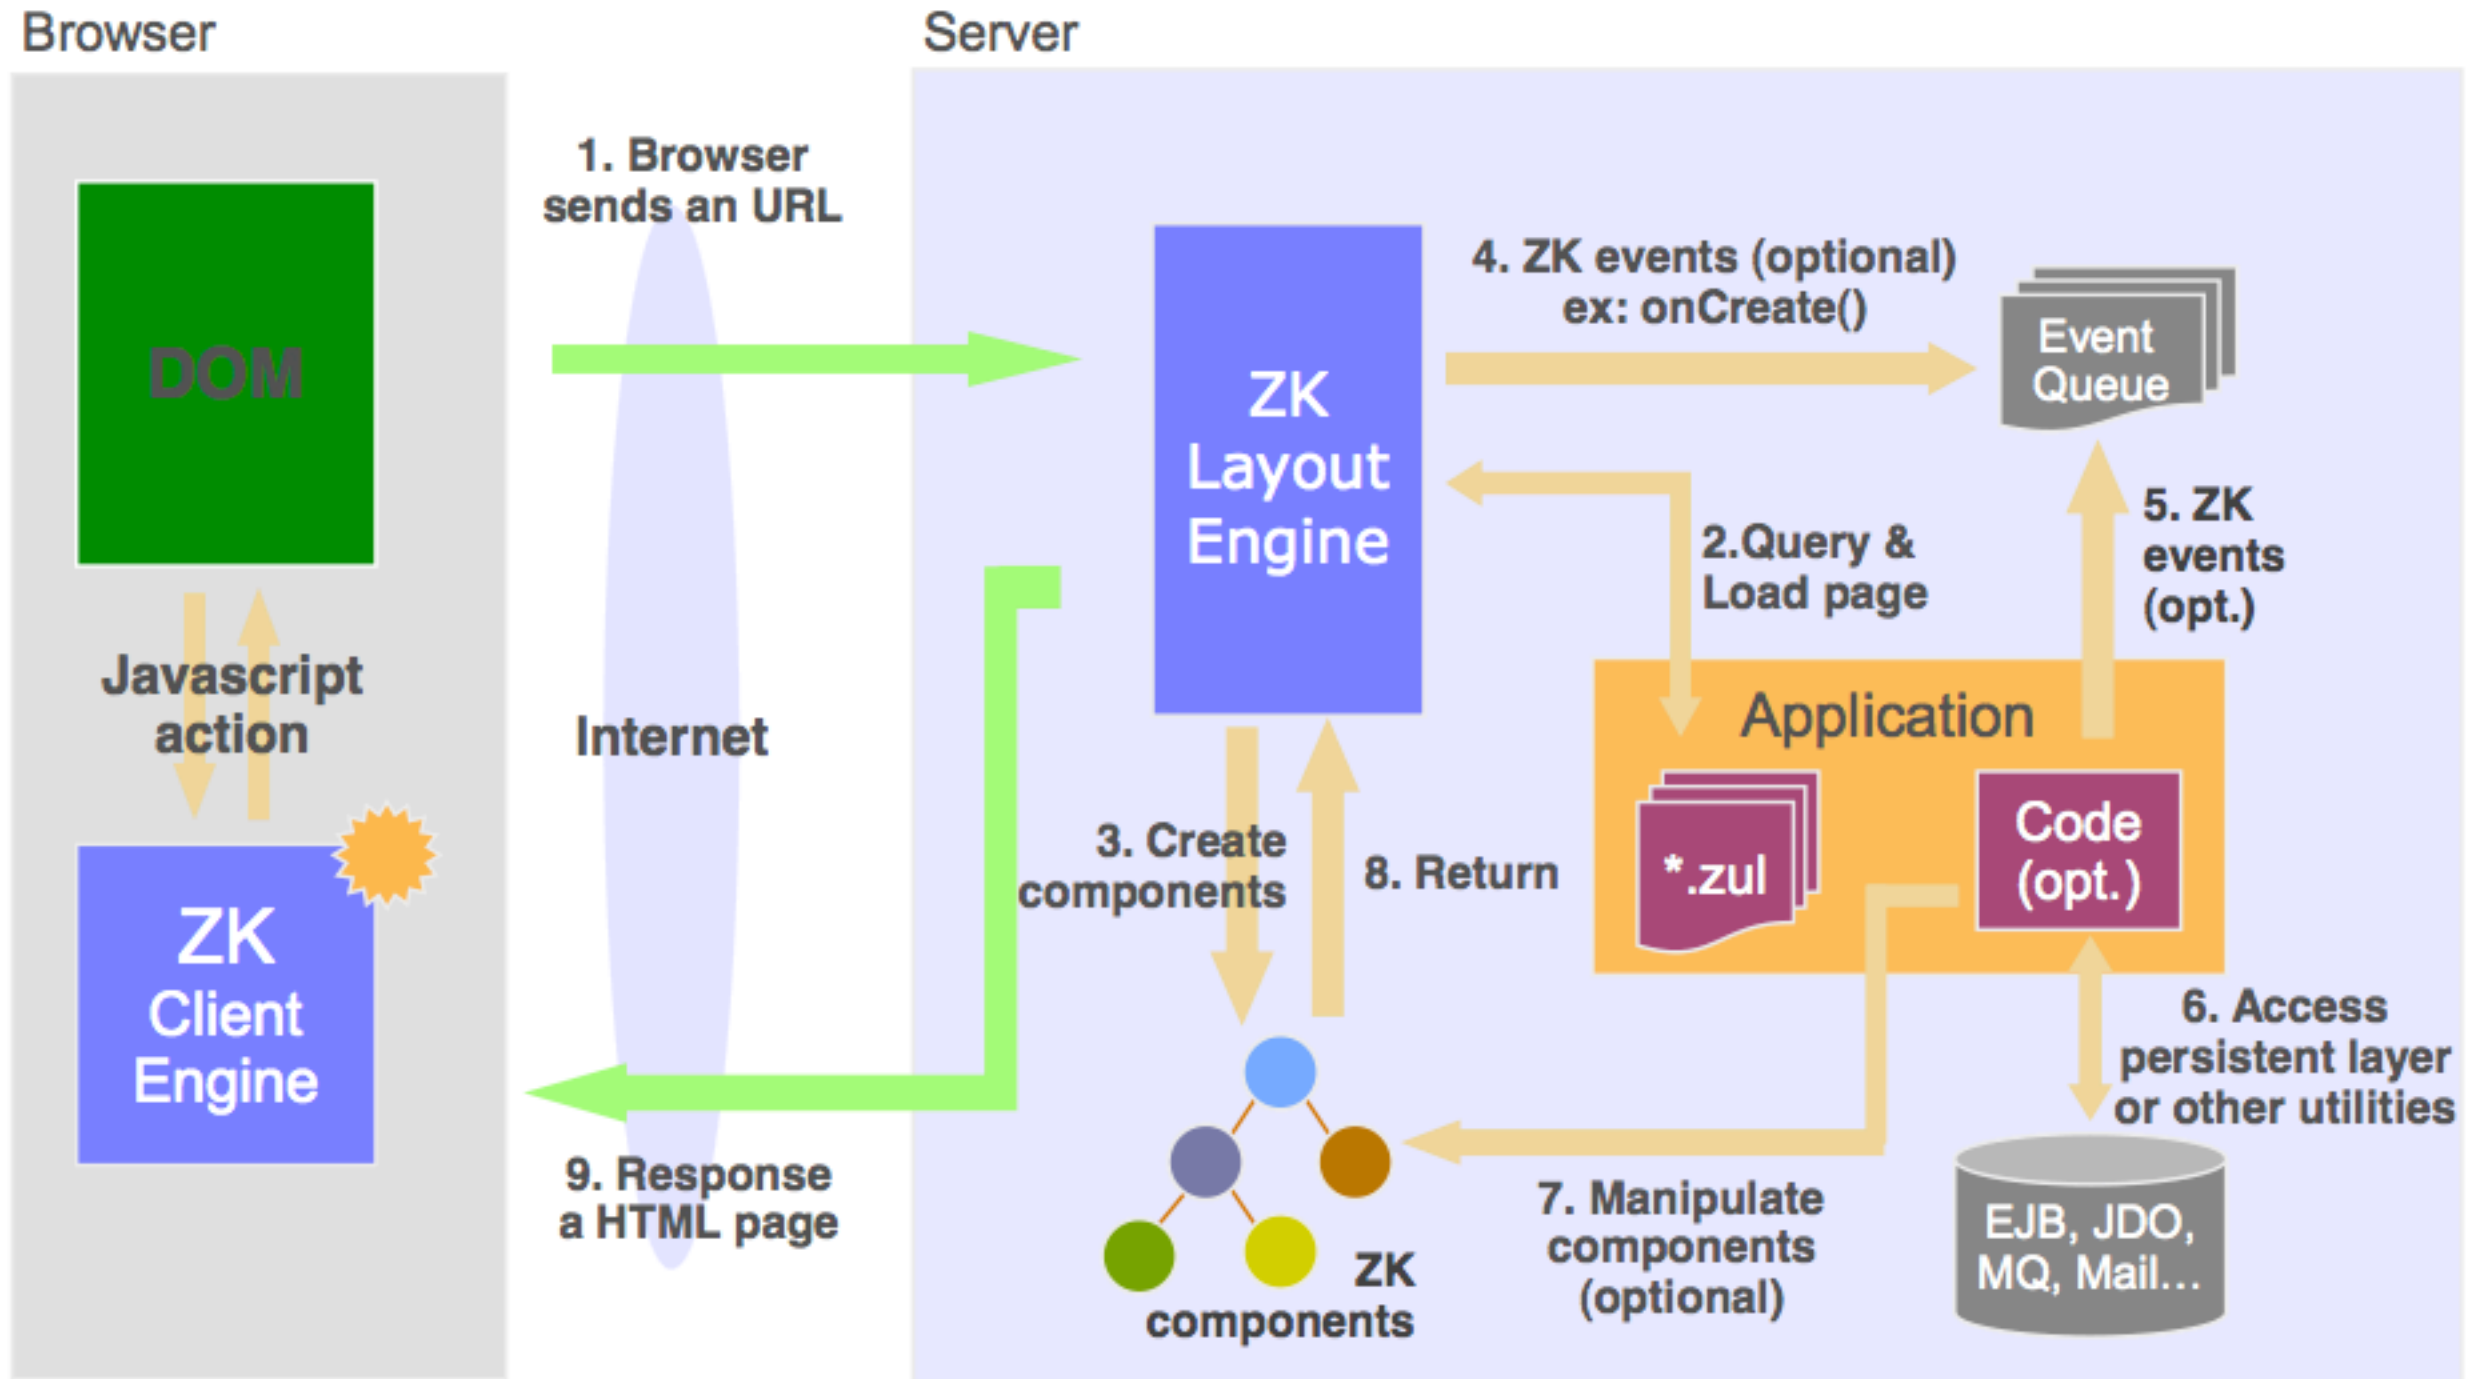 Browser
Server
1. Browser
sends an URL
DOM
Javascript
action
ZK
Client
Engine
Internet
9. Response
a HTML page
ZK
Layout
Engine
4. ZK events (optional)
ex: onCreate()
Event
Queue
2.Query &
Load page
5. ZK
events
(opt.)
Application
*.zul
Code
(opt.)
3. Create
components
8. Return
6. Access
persistent layer
or other utilities
7. Manipulate
components
(optional)
ZK
components
EJB, JDO,
MQ, Mail...